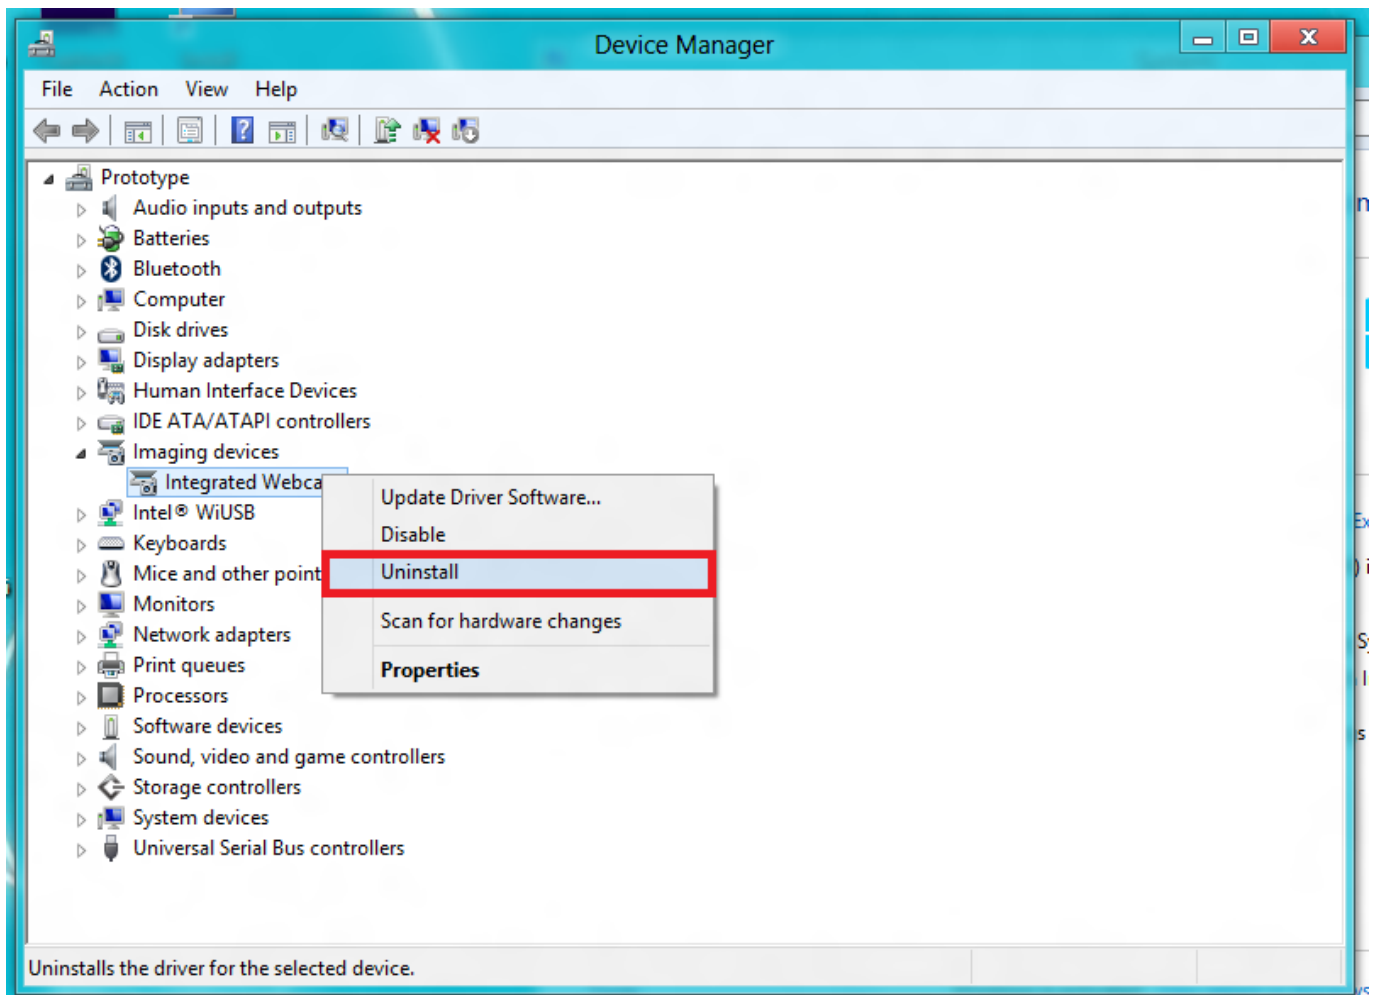 Device Manager
File Action View Help
Prototype
Audio inputs and outputs
Batteries
Bluetooth
Computer
Disk drives
Display adapters
Human Interface Devices
IDE ATA/ATAPI controllers
Imaging devices
Integrated Webca
Update Driver Software...
Intel® WiUSB
Disable
Keyboards
Mice and other point
Uninstall
Monitors
Scan for hardware changes
Network adapters
Print queues
Properties
Processors
Software devices
Sound, video and game controllers
Storage controllers
System devices
Universal Serial Bus controllers
Uninstalls the driver for the selected device.